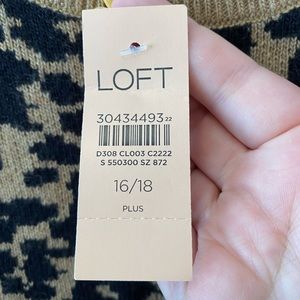 LOFT
30434493 22
D308 CL003 C2222
S 550300 SZ 872
16/18
PLUS